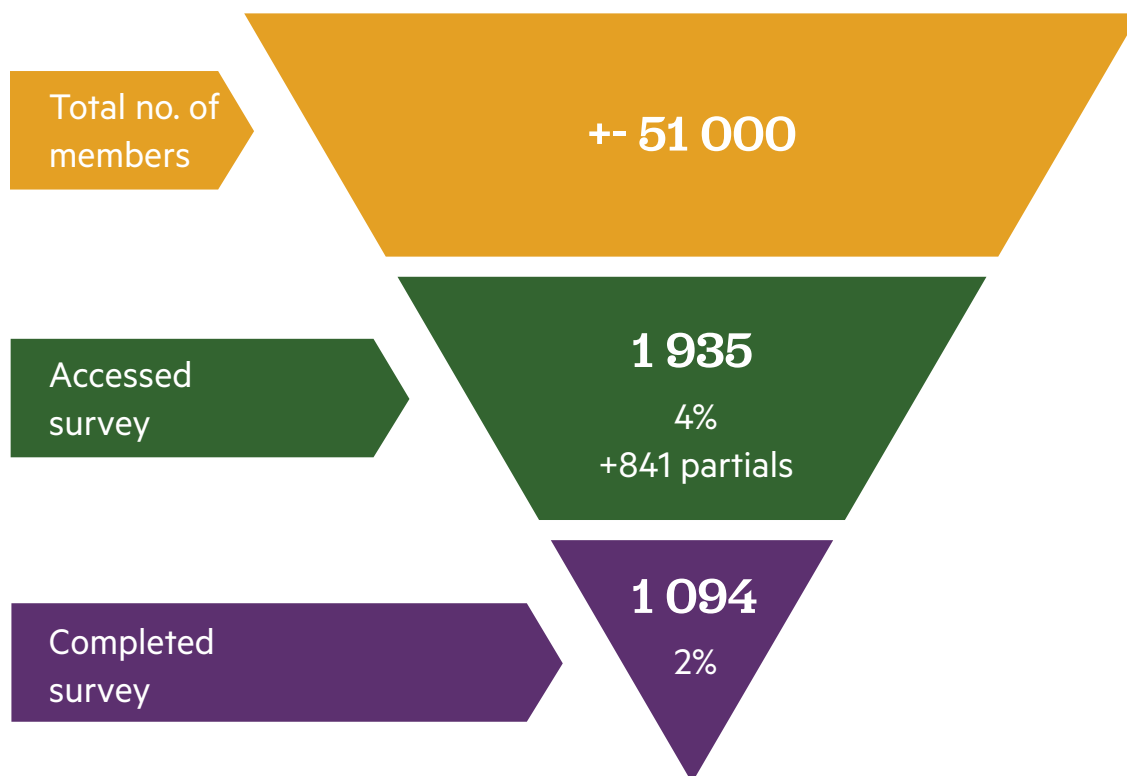 Total no. of
members
+- 51 000
Accessed
survey
1 935
4%
+841 partials
Completed
survey
1 094
2%